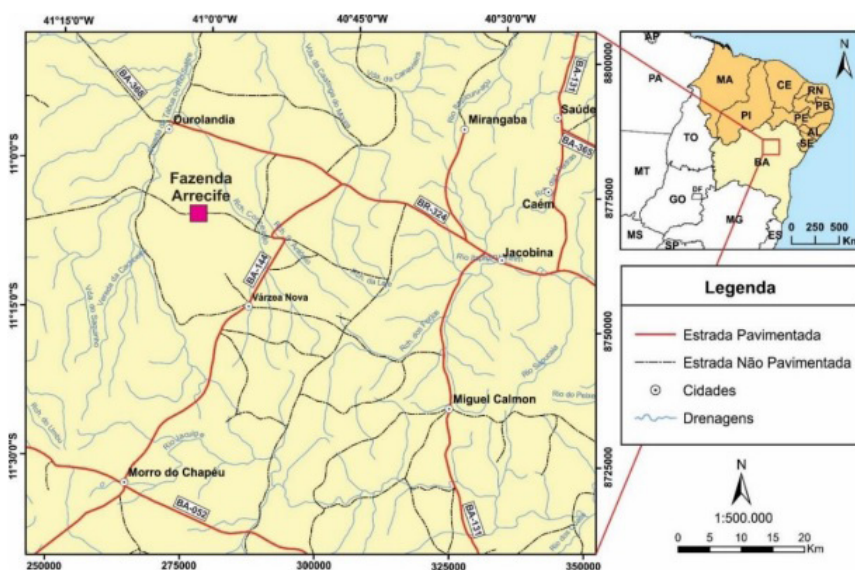 41°15'0"W
41°0'0"W
40°45'0"W
40°30'0"W
11°0'0"S
11°15'0"S
11°30'0"S
8800000
8775000
8750000
8725000
250000
275000
300000
325000
350000
BA-368
Ourolandia
Fazenda
Arrecife
Mirangaba
Saúde
BA-131
BA-365
Caém
BR-324
Jacobina
BA-144
Várzea Nova
Miguel Calmon
Rio do Peixe
Morro do Chapéu
BA-052
BA-131
AP
PA
MA
CE
RN
PB
PI
PE
AL
SE
TO
BA
MT
DF
GO
MG
MS
ES
SP
N
0 250 500
Km
Legenda
Estrada Pavimentada
Estrada Não Pavimentada
Cidades
Drenagens
N
1:500.000
0 5 10 15 20
Km